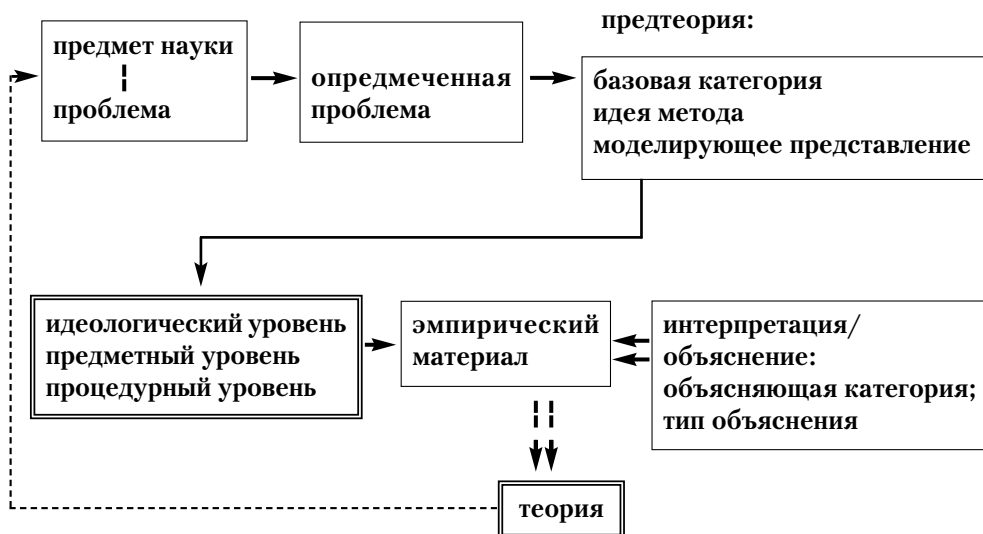 предтеория:
предмет науки
проблема
опредмеченная
проблема
базовая категория
идея метода
моделирующее представление
идеологический уровень
предметный уровень
процедурный уровень
эмпирический
материал
интерпретация/
объяснение:
объясняющая категория;
тип объяснения
теория